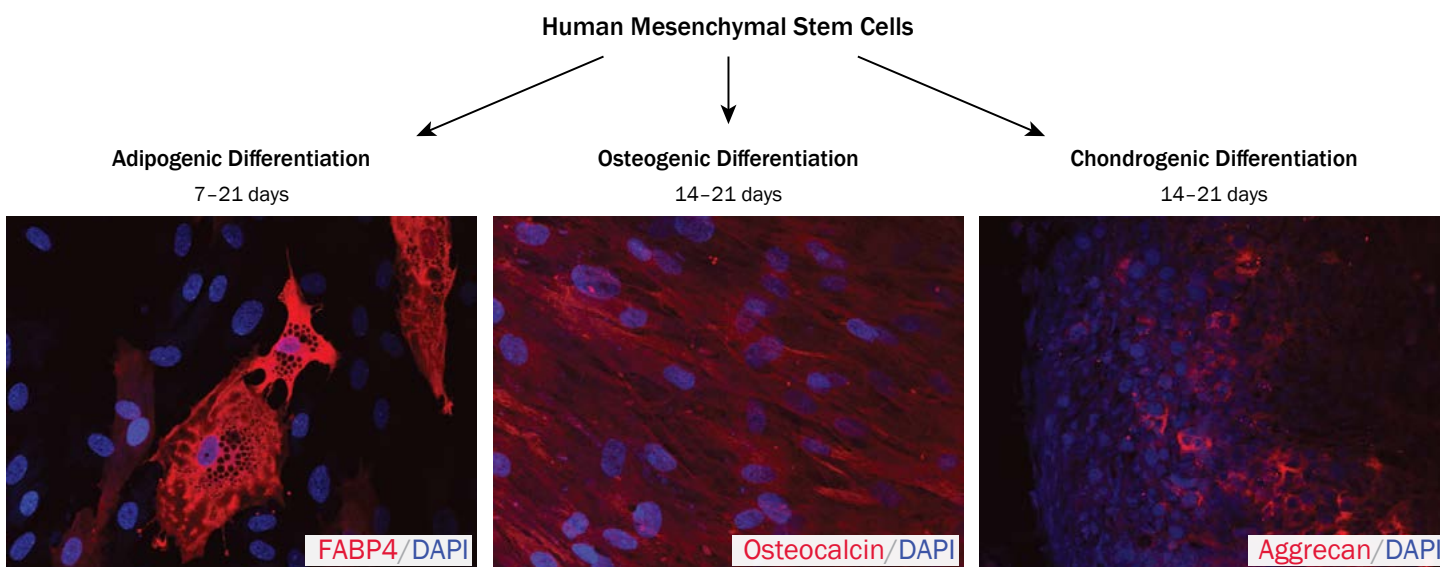 Human Mesenchymal Stem Cells
Adipogenic Differentiation
7–21 days
Osteogenic Differentiation
14–21 days
Chondrogenic Differentiation
14–21 days
FABP4/DAPI
Osteocalcin/DAPI
Aggrecan/DAPI